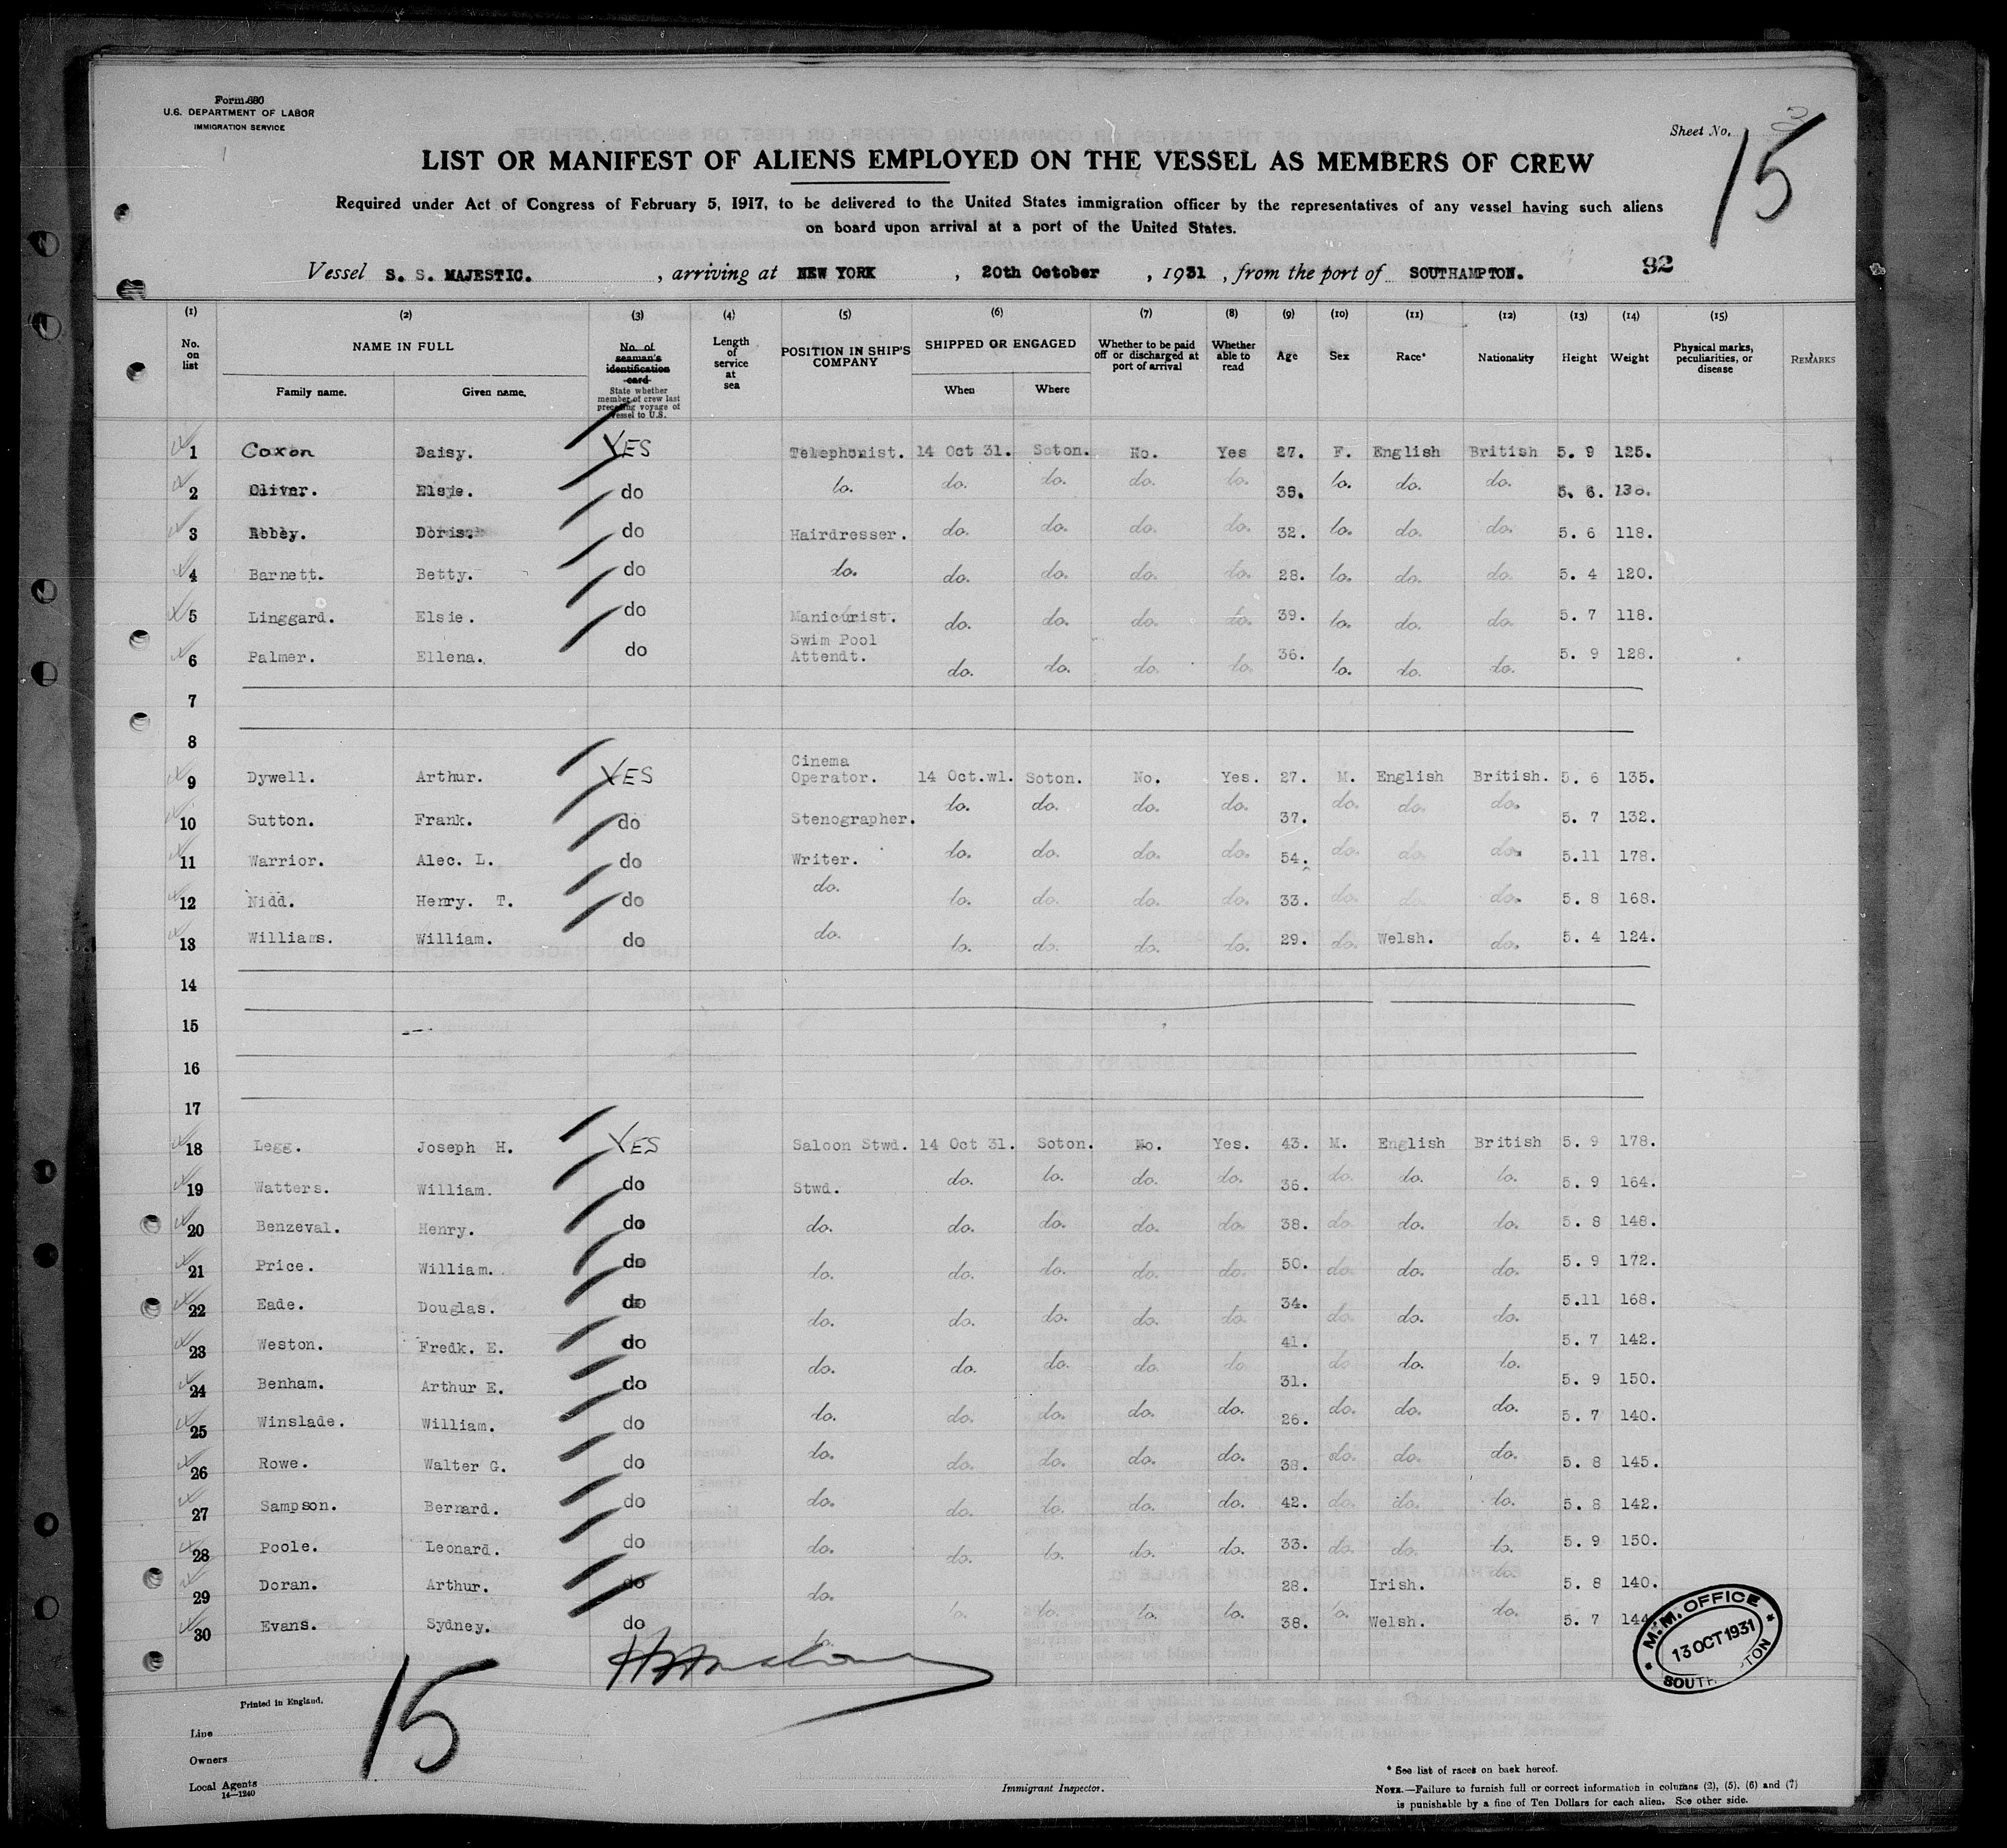 Form 680
U.S. DEPARTMENT OF LABOR
IMMIGRATION SERVICE
Sheet No.
15
LIST OR MANIFEST OF ALIENS EMPLOYED ON THE VESSEL AS MEMBERS OF CREW
Required under Act of Congress of February 5, 1917, to be delivered to the United States immigration officer by the representatives of any vessel having such aliens
on board upon arrival at a port of the United States.
Vessel S. S. MAJESTIC. , arriving at NEW YORK , 20th October , 1931 , from the port of SOUTHAMPTON. 92
(1) (2) (3) (4) (5) (6) (7) (8) (9) (10) (11) (12) (13) (14) (15)
No. on list
NAME IN FULL
Family name. Given name.
No. of seaman's identification card
State whether member of crew last preceding voyage of vessel to U.S.
Length of service at sea
POSITION IN SHIP'S COMPANY
SHIPPED OR ENGAGED
When Where
Whether to be paid off or discharged at port of arrival
Whether able to read
Age Sex Race* Nationality Height Weight
Physical marks, peculiarities, or disease
REMARKS
1 Coxon Daisy. YES Telephonist. 14 Oct 31. Soton. No. Yes 27. F. English British 5. 9 125.
2 Oliver. Elsie. do do. do. do. do. do. 35. do. do. do. 5. 6. 130.
3 Abbey. Doris. do Hairdresser. do. do. do. do. 32. do. do. do. 5. 6 118.
4 Barnett. Betty. do do. do. do. do. do. 28. do. do. do. 5. 4 120.
5 Linggard. Elsie. do Manicurist. do. do. do. do. 39. do. do. do. 5. 7 118.
6 Palmer. Ellena. do Swim Pool Attendt. do. do. do. do. 36. do. do. do. 5. 9 128.
7
8
9 Dywell. Arthur. YES Cinema Operator. 14 Oct.wl. Soton. No. Yes. 27. M. English British. 5. 6 135.
10 Sutton. Frank. do Stenographer. do. do. do. do. 37. do. do. do. 5. 7 132.
11 Warrior. Alec. L. do Writer. do. do. do. do. 54. do. do. do. 5.11 178.
12 Nidd. Henry. T. do do. do. do. do. do. 33. do. do. do. 5. 8 168.
13 Williams. William. do do. do. do. do. do. 29. do. Welsh. do. 5. 4 124.
14
15
16
17
18 Legg. Joseph H. YES Saloon Stwd. 14 Oct 31. Soton. No. Yes. 43. M. English British 5. 9 178.
19 Watters. William. do Stwd. do. do. do. do. 36. do. do. do. 5. 9 164.
20 Benzeval. Henry. do do. do. do. do. do. 38. do. do. do. 5. 8 148.
21 Price. William. do do. do. do. do. do. 50. do. do. do. 5. 9 172.
22 Eade. Douglas. do do. do. do. do. do. 34. do. do. do. 5.11 168.
23 Weston. Fredk. E. do do. do. do. do. do. 41. do. do. do. 5. 7 142.
24 Benham. Arthur E. do do. do. do. do. do. 31. do. do. do. 5. 9 150.
25 Winslade. William. do do. do. do. do. do. 26. do. do. do. 5. 7 140.
26 Rowe. Walter G. do do. do. do. do. do. 38. do. do. do. 5. 8 145.
27 Sampson. Bernard. do do. do. do. do. do. 42. do. do. do. 5. 8 142.
28 Poole. Leonard. do do. do. do. do. do. 33. do. do. do. 5. 9 150.
29 Doran. Arthur. do do. 28. Irish. do. 5. 8 140.
30 Evans. Sydney. do do. do. do. do. do. 38. do. Welsh. do. 5. 7 144
M.M. OFFICE
13 OCT 1931
Printed in England.
15
Line
Owners
Local Agents
14—1240
Immigrant Inspector.
* See list of races on back hereof.
NOTE.—Failure to furnish full or correct information in columns (2), (5), (6) and (7)
is punishable by a fine of Ten Dollars for each alien. See other side.